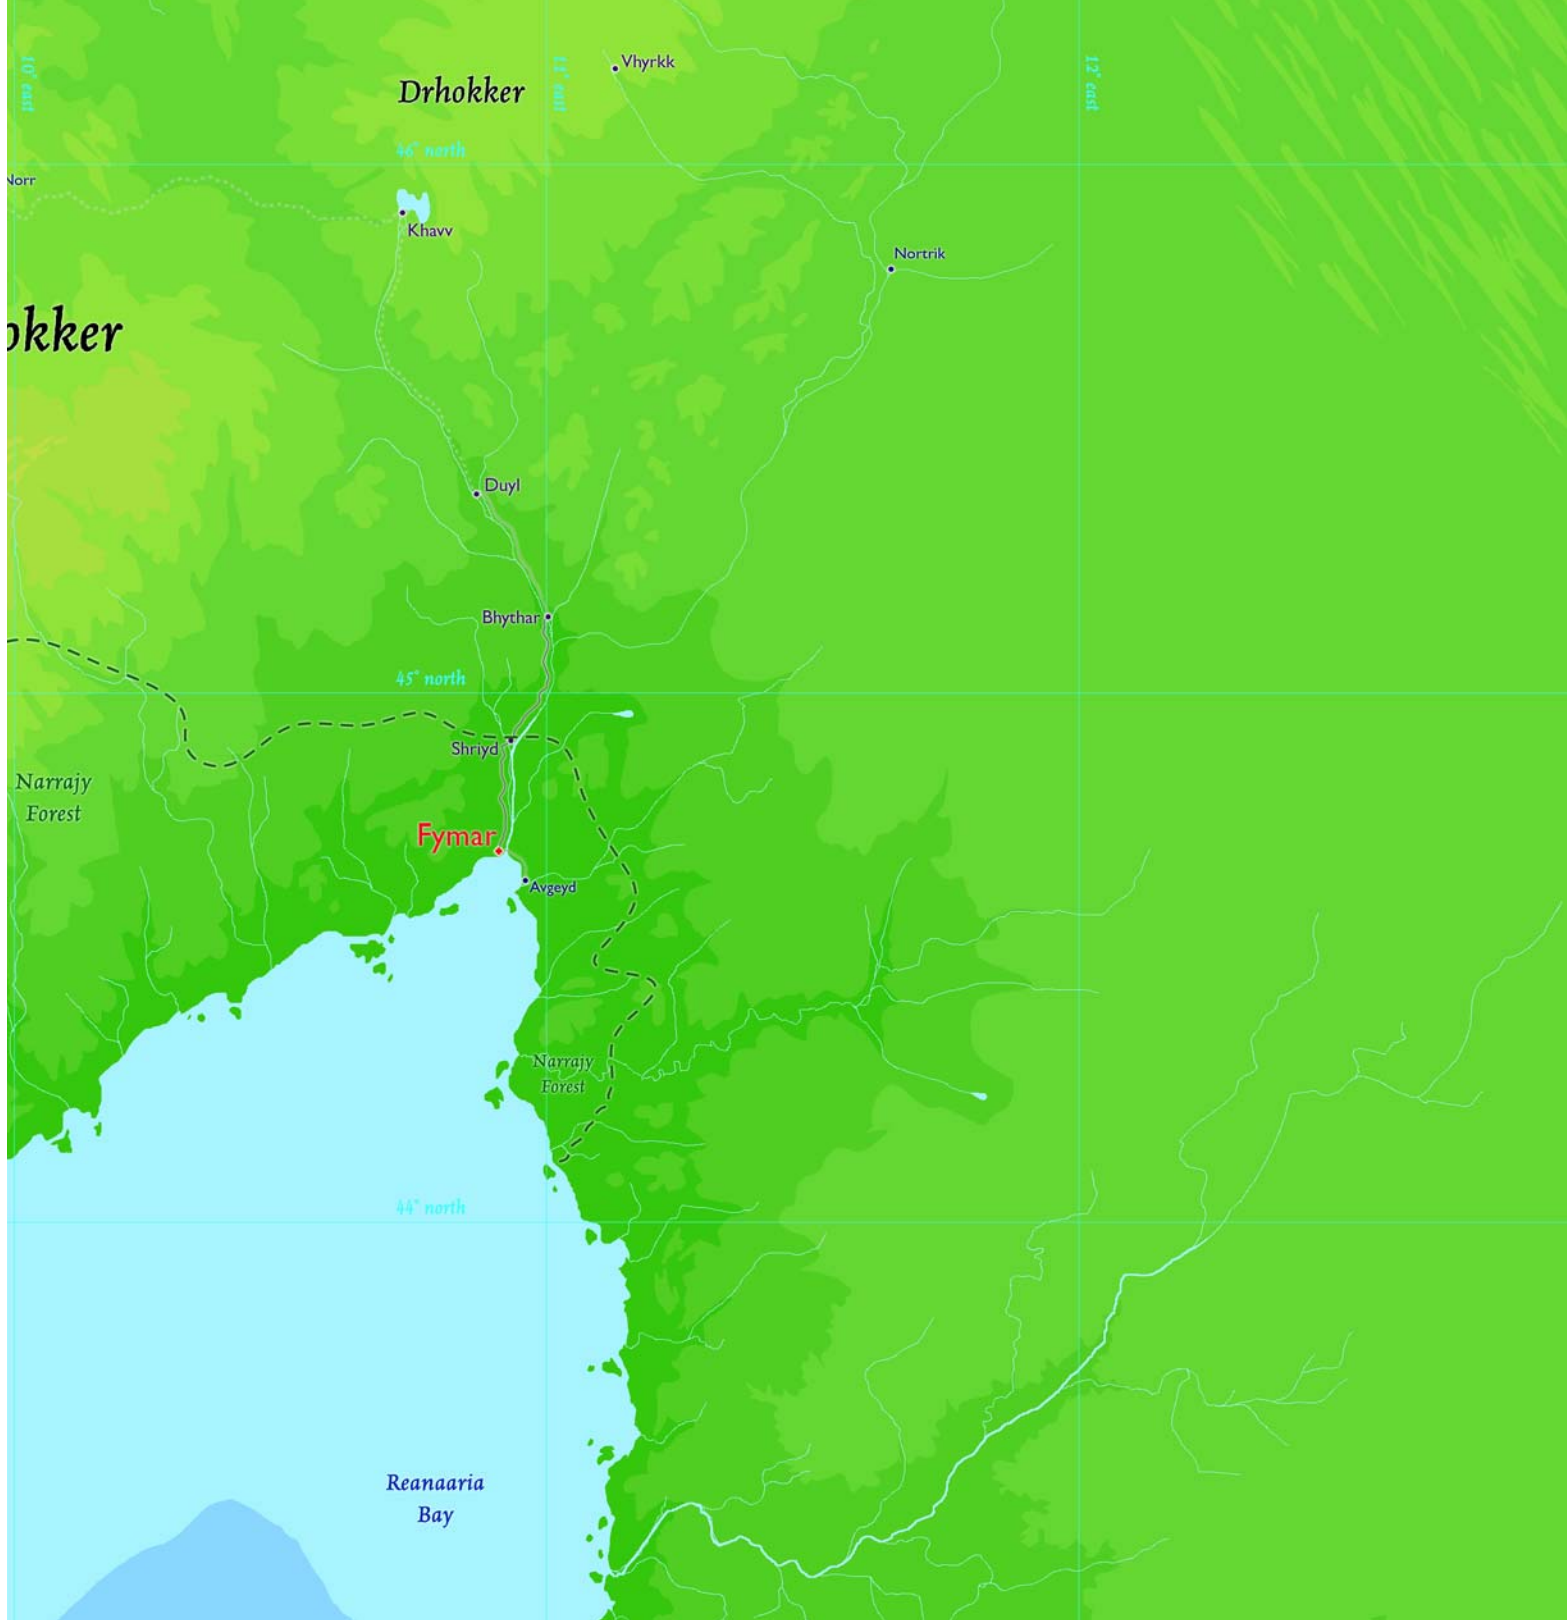 10° east
11° east
12° east
Vhyrkk
Drhokker
46° north
Norr
Khavv
Nortrik
okker
Duyl
Bhythar
45° north
Shriyd
Narrajy
Forest
Fymar
Avgeyd
Narrajy
Forest
44° north
Reanaaria
Bay